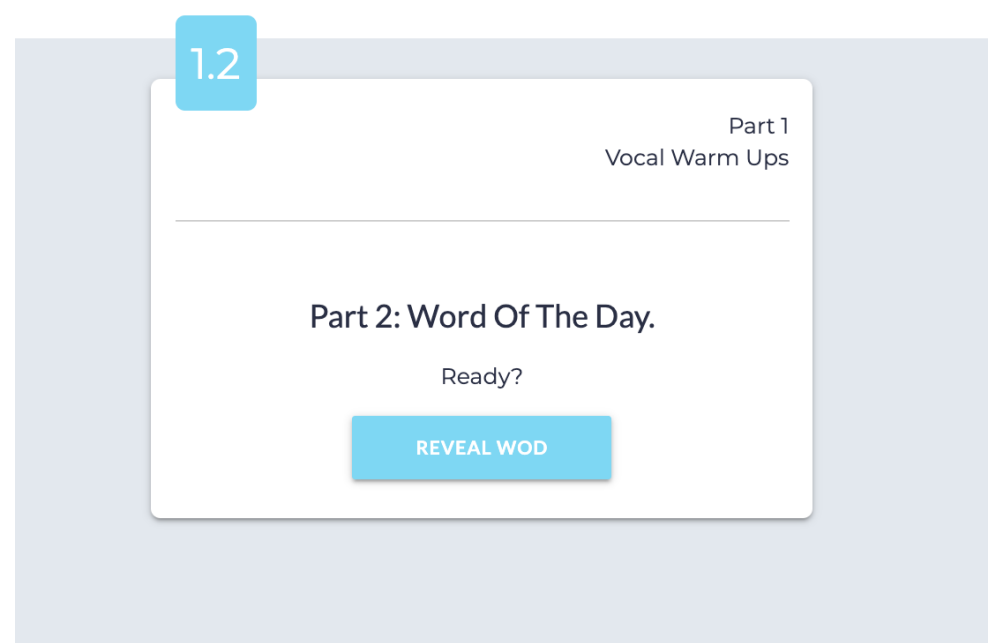 1.2
Part 1
Vocal Warm Ups
Part 2: Word Of The Day.
Ready?
REVEAL WOD